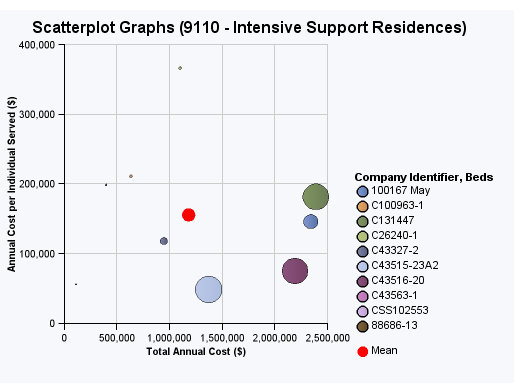 Scatterplot Graphs (9110 - Intensive Support Residences)
400,000
300,000
200,000
100,000
0
Annual Cost per Individual Served ($)
0
500,000
1,000,000
1,500,000
2,000,000
2,500,000
Total Annual Cost ($)
Company Identifier, Beds
100167 May
C100963-1
C131447
C26240-1
C43327-2
C43515-23A2
C43516-20
C43563-1
CSS102553
88686-13
Mean